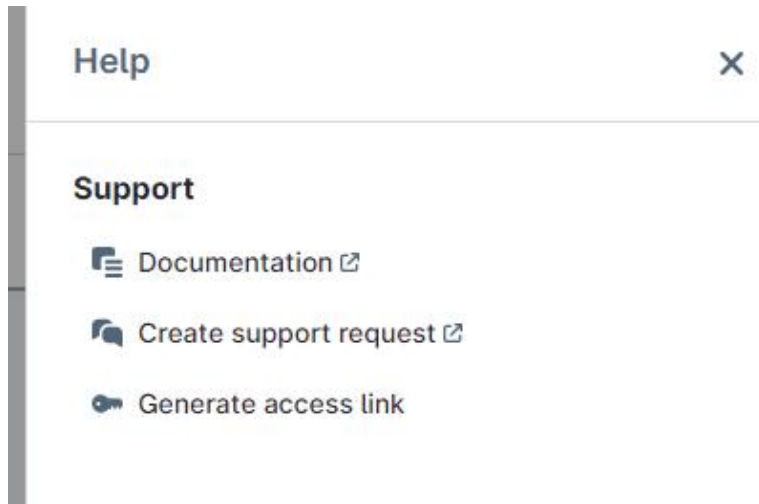 Help
Support
Documentation
Create support request
Generate access link